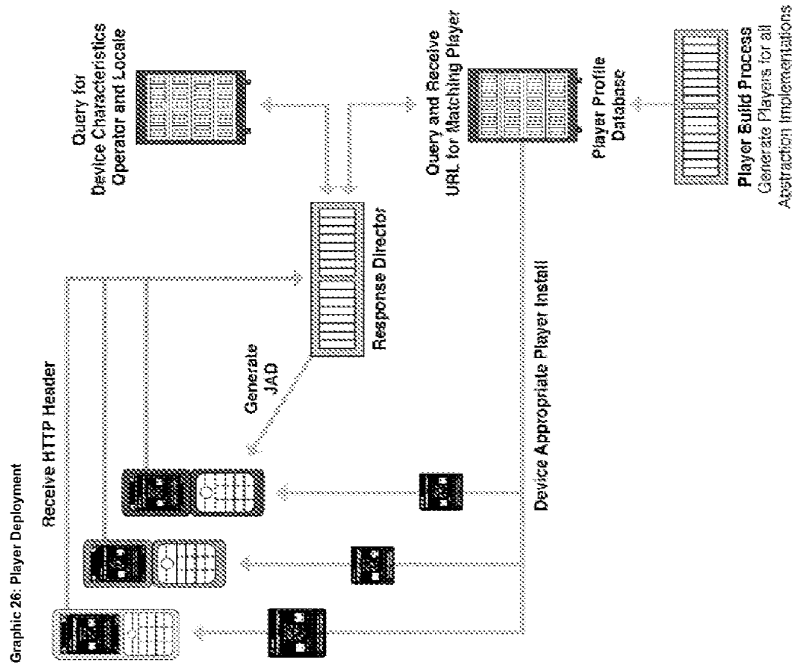 Graphic 26: Player Deployment
Receive HTTP Header
Generate
JAD
Response Director
Query for
Device Characteristics
Operator and Locale
Query and Receive
URL for Matching Player
Player Profile
Database
Device Appropriate Player Install
Player Build Process
Generate Players for all
Abstraction Implementations